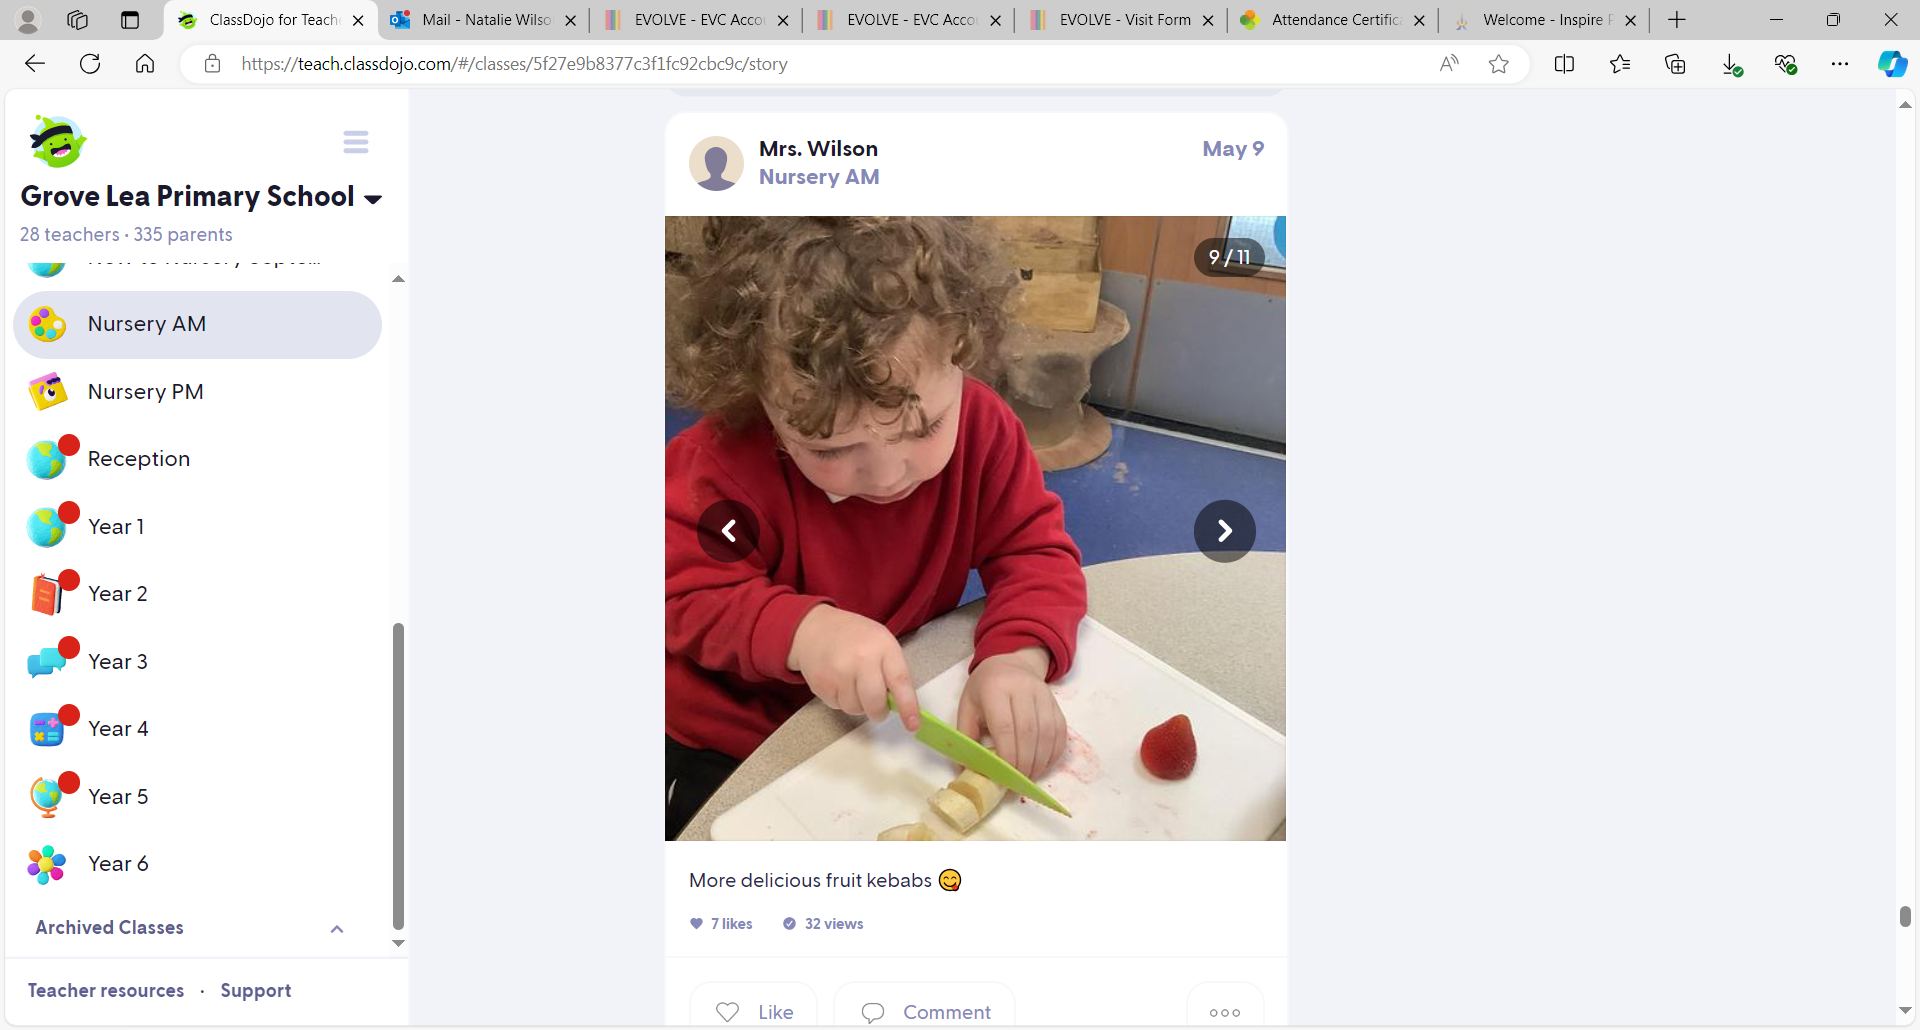 ClassDojo for Teach
Mail - Natalie Wilso
EVOLVE - EVC Accou
EVOLVE - EVC Accou
EVOLVE - Visit Form
Attendance Certific
Welcome - Inspire P
https://teach.classdojo.com/#/classes/5f27e9b8377c3f1fc92cbc9c/story
Grove Lea Primary School
28 teachers · 335 parents
Nursery AM
Nursery PM
Reception
Year 1
Year 2
Year 3
Year 4
Year 5
Year 6
Archived Classes
Teacher resources · Support
Mrs. Wilson
May 9
Nursery AM
9 / 11
More delicious fruit kebabs 😋
7 likes
32 views
Like
Comment